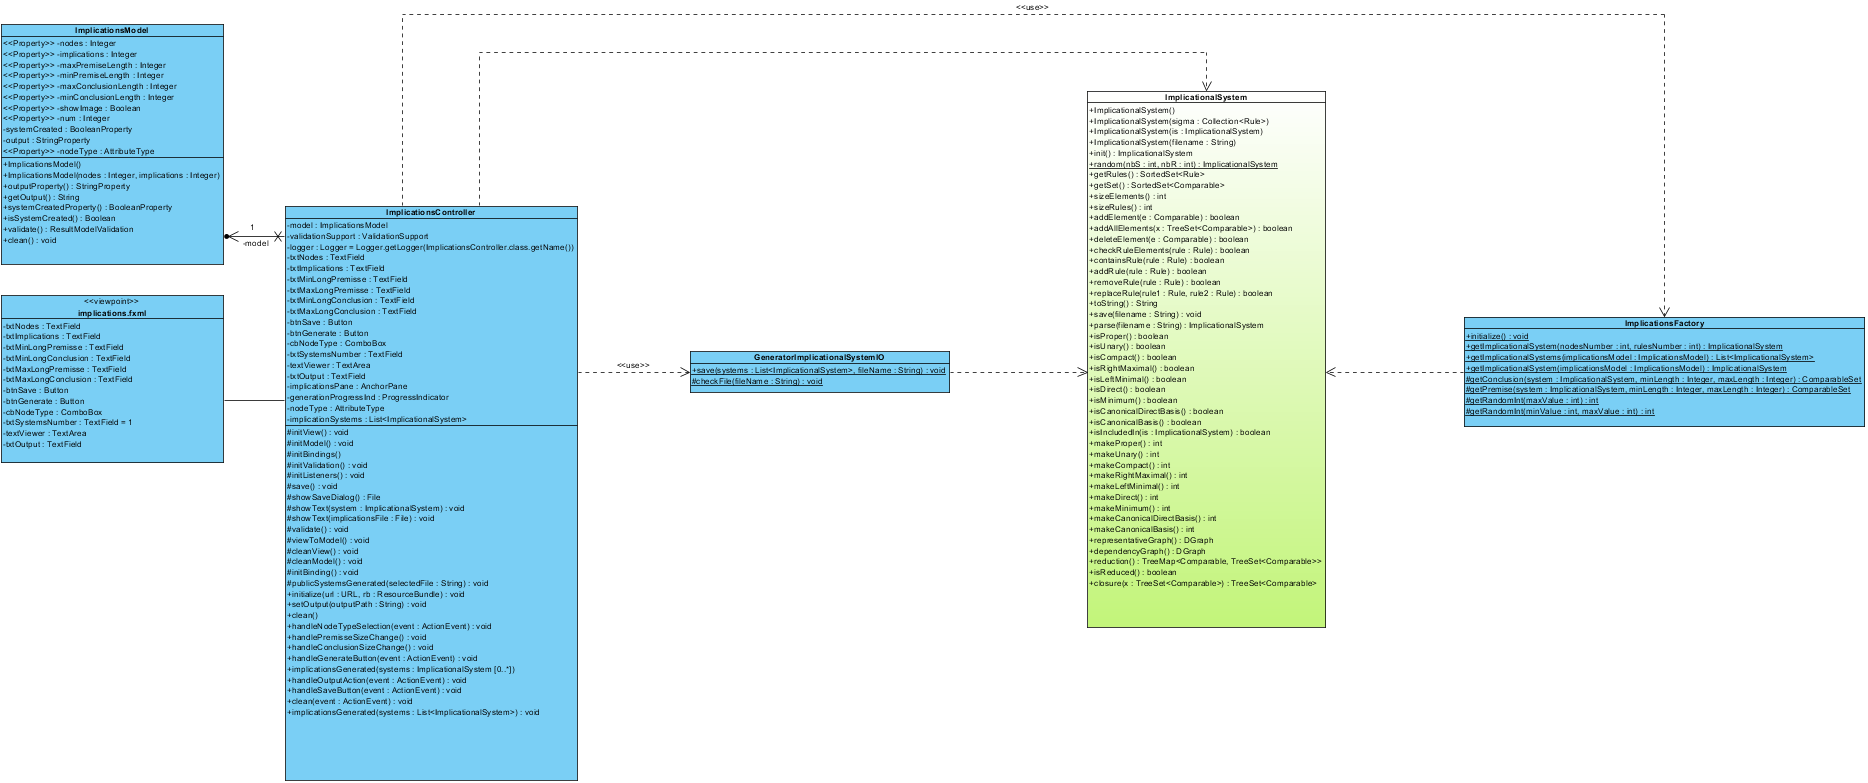 <<use>>
ImplicationsModel
<<Property>> -nodes : Integer
<<Property>> -implications : Integer
<<Property>> -maxPremiseLength : Integer
<<Property>> -minPremiseLength : Integer
<<Property>> -maxConclusionLength : Integer
<<Property>> -minConclusionLength : Integer
<<Property>> -showImage : Boolean
<<Property>> -num : Integer
-systemCreated : BooleanProperty
-output : StringProperty
<<Property>> -nodeType : AttributeType
+ImplicationsModel()
+ImplicationsModel(nodes : Integer, implications : Integer)
+outputProperty() : StringProperty
+getOutput() : String
+systemCreatedProperty() : BooleanProperty
+isSystemCreated() : Boolean
+validate() : ResultModelValidation
+clean() : void
1
-model
<<viewpoint>>
implications.fxml
-txtNodes : TextField
-txtImplications : TextField
-txtMinLongPremisse : TextField
-txtMinLongConclusion : TextField
-txtMaxLongPremisse : TextField
-txtMaxLongConclusion : TextField
-btnSave : Button
-btnGenerate : Button
-cbNodeType : ComboBox
-txtSystemsNumber : TextField = 1
-textViewer : TextArea
-txtOutput : TextField
ImplicationsController
-model : ImplicationsModel
-validationSupport : ValidationSupport
-logger : Logger = Logger.getLogger(ImplicationsController.class.getName())
-txtNodes : TextField
-txtImplications : TextField
-txtMinLongPremisse : TextField
-txtMaxLongPremisse : TextField
-txtMinLongConclusion : TextField
-txtMaxLongConclusion : TextField
-btnSave : Button
-btnGenerate : Button
-cbNodeType : ComboBox
-txtSystemsNumber : TextField
-textViewer : TextArea
-txtOutput : TextField
-implicationsPane : AnchorPane
-generationProgressInd : ProgressIndicator
-nodeType : AttributeType
-implicationSystems : List<ImplicationalSystem>
#initView() : void
#initModel() : void
#initBindings()
#initValidation() : void
#initListeners() : void
#save() : void
#showSaveDialog() : File
#showText(system : ImplicationalSystem) : void
#showText(implicationsFile : File) : void
#validate() : void
#viewToModel() : void
#cleanView() : void
#cleanModel() : void
#initBinding() : void
#publicSystemsGenerated(selectedFile : String) : void
+initialize(url : URL, rb : ResourceBundle) : void
+setOutput(outputPath : String) : void
+clean()
+handleNodeTypeSelection(event : ActionEvent) : void
+handlePremisseSizeChange() : void
+handleConclusionSizeChange() : void
+handleGenerateButton(event : ActionEvent) : void
+implicationsGenerated(systems : ImplicationalSystem [0..*])
+handleOutputAction(event : ActionEvent) : void
+handleSaveButton(event : ActionEvent) : void
+clean(event : ActionEvent) : void
+implicationsGenerated(systems : List<ImplicationalSystem>) : void
<<use>>
GeneratorImplicationalSystemIO
+save(systems : List<ImplicationalSystem>, fileName : String) : void
#checkFile(fileName : String) : void
ImplicationalSystem
+ImplicationalSystem()
+ImplicationalSystem(sigma : Collection<Rule>)
+ImplicationalSystem(is : ImplicationalSystem)
+ImplicationalSystem(filename : String)
+init() : ImplicationalSystem
+random(nbS : int, nbR : int) : ImplicationalSystem
+getRules() : SortedSet<Rule>
+getSet() : SortedSet<Comparable>
+sizeElements() : int
+sizeRules() : int
+addElement(e : Comparable) : boolean
+addAllElements(x : TreeSet<Comparable>) : boolean
+deleteElement(e : Comparable) : boolean
+checkRuleElements(rule : Rule) : boolean
+containsRule(rule : Rule) : boolean
+addRule(rule : Rule) : boolean
+removeRule(rule : Rule) : boolean
+replaceRule(rule1 : Rule, rule2 : Rule) : boolean
+toString() : String
+save(filename : String) : void
+parse(filename : String) : ImplicationalSystem
+isProper() : boolean
+isUnary() : boolean
+isCompact() : boolean
+isRightMaximal() : boolean
+isLeftMinimal() : boolean
+isDirect() : boolean
+isMinimum() : boolean
+isCanonicalDirectBasis() : boolean
+isCanonicalBasis() : boolean
+isIncludedIn(is : ImplicationalSystem) : boolean
+makeProper() : int
+makeUnary() : int
+makeCompact() : int
+makeRightMaximal() : int
+makeLeftMinimal() : int
+makeDirect() : int
+makeMinimum() : int
+makeCanonicalDirectBasis() : int
+makeCanonicalBasis() : int
+representativeGraph() : DGraph
+dependencyGraph() : DGraph
+reduction() : TreeMap<Comparable, TreeSet<Comparable>>
+isReduced() : boolean
+closure(x : TreeSet<Comparable>) : TreeSet<Comparable>
ImplicationsFactory
+initialize() : void
+getImplicationalSystem(nodesNumber : int, rulesNumber : int) : ImplicationalSystem
+getImplicationalSystems(implicationsModel : ImplicationsModel) : List<ImplicationalSystem>
+getImplicationalSystem(implicationsModel : ImplicationsModel) : ImplicationalSystem
#getConclusion(system : ImplicationalSystem, minLength : Integer, maxLength : Integer) : ComparableSet
#getPremise(system : ImplicationalSystem, minLength : Integer, maxLength : Integer) : ComparableSet
#getRandomInt(maxValue : int) : int
#getRandomInt(minValue : int, maxValue : int) : int